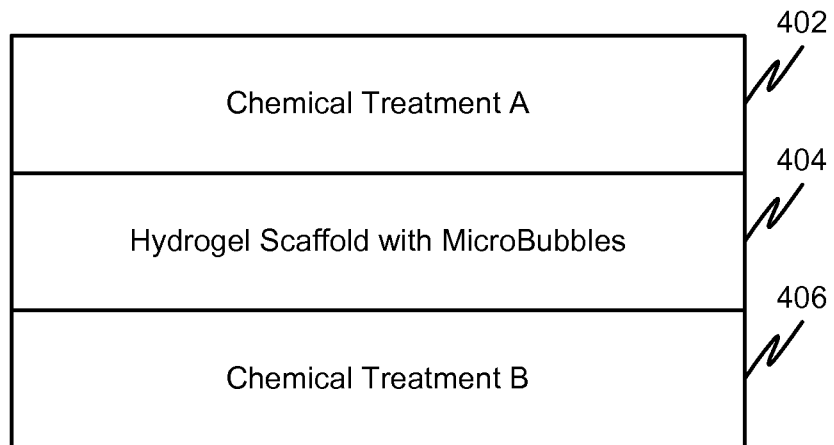 402
Chemical Treatment A
404
Hydrogel Scaffold with MicroBubbles
406
Chemical Treatment B